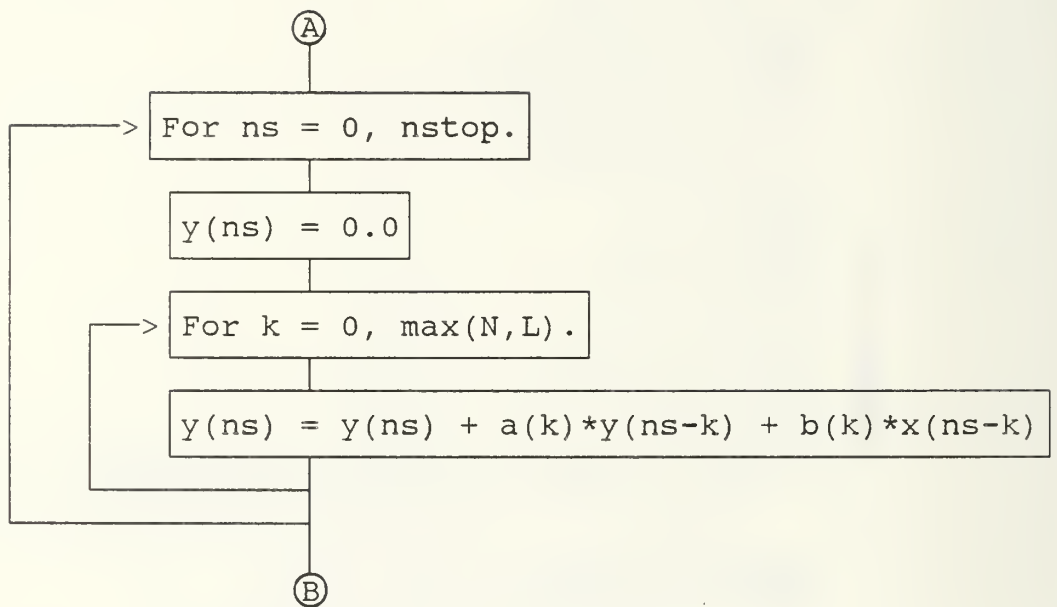 A
> For ns = 0, nstop.
y(ns) = 0.0
> For k = 0, max(N,L).
y(ns) = y(ns) + a(k)*y(ns-k) + b(k)*x(ns-k)
B